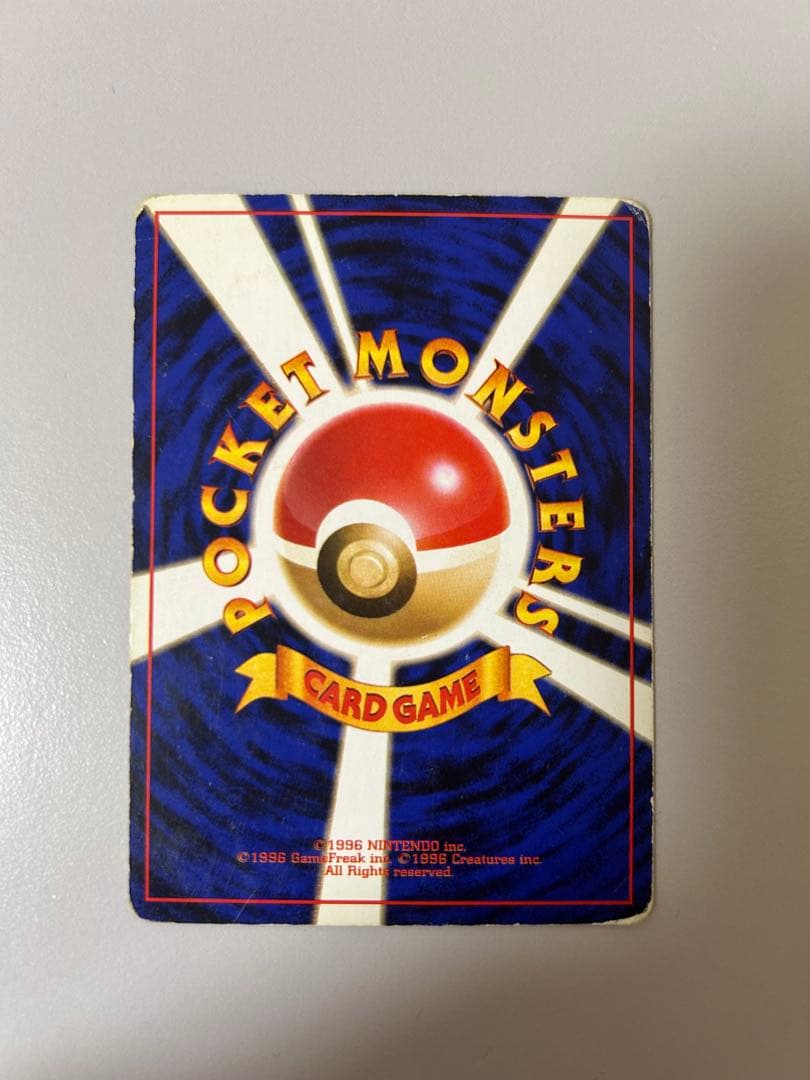 POCKET MONSTERS
CARD GAME
©1996 NINTENDO inc.
©1996 GameFreak inc. ©1996 Creatures inc.
All Rights reserved.